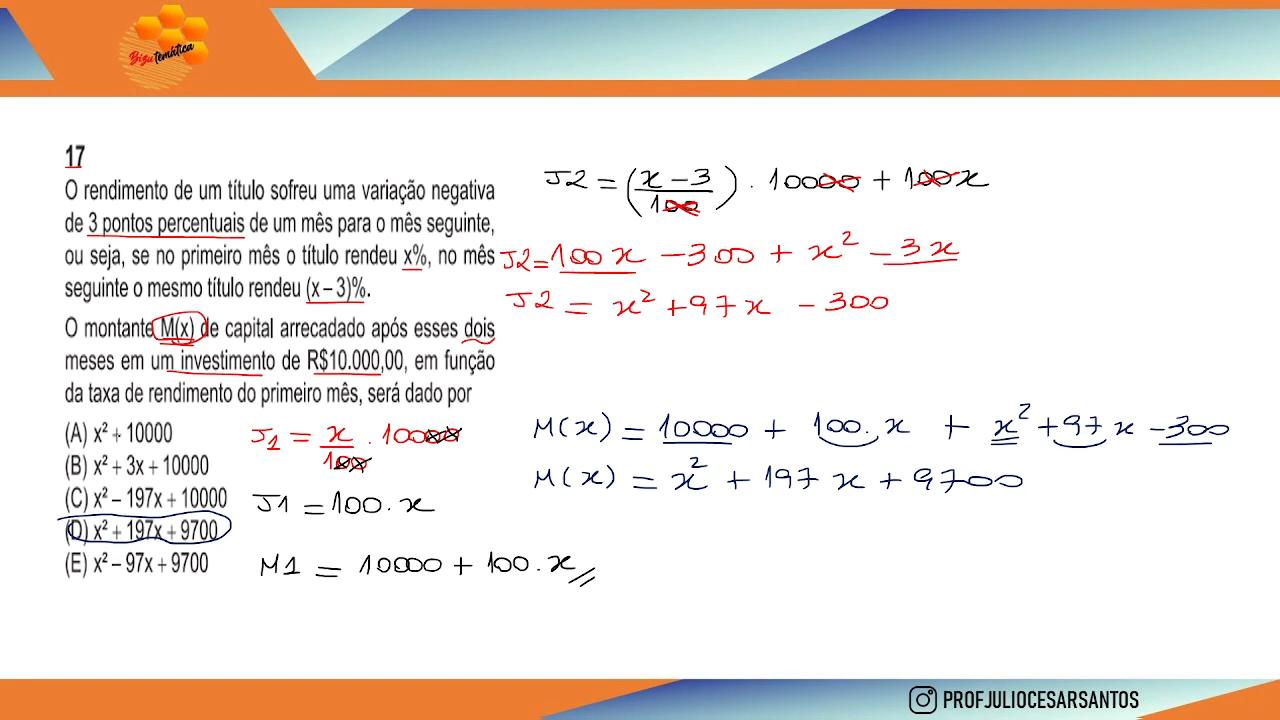 Bizutemática
17
O rendimento de um título sofreu uma variação negativa
de 3 pontos percentuais de um mês para o mês seguinte,
ou seja, se no primeiro mês o título rendeu x%, no mês
seguinte o mesmo título rendeu (x – 3)%.
O montante M(x) de capital arrecadado após esses dois
meses em um investimento de R$10.000,00, em função
da taxa de rendimento do primeiro mês, será dado por
(A) x² + 10000
(B) x² + 3x + 10000
(C) x² – 197x + 10000
(D) x² + 197x + 9700
(E) x² – 97x + 9700
J1 = x/100 . 10000
J1 = 100.x
M1 = 10000 + 100.x
J2 = (x – 3/100) . 10000 + 100x
J2 = 100x – 300 + x² – 3x
J2 = x² + 97x – 300
M(x) = 10000 + 100.x + x² + 97x – 300
M(x) = x² + 197x + 9700
PROFJULIOCESARSANTOS